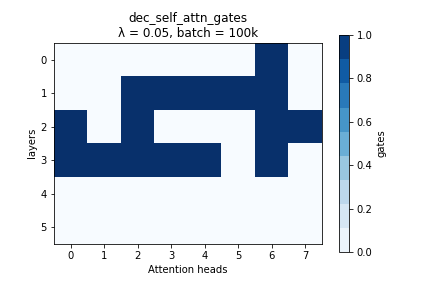 dec_self_attn_gates
λ = 0.05, batch = 100k
layers
0
1
2
3
4
5
0 1 2 3 4 5 6 7
Attention heads
1.0
0.8
0.6
0.4
0.2
0.0
gates